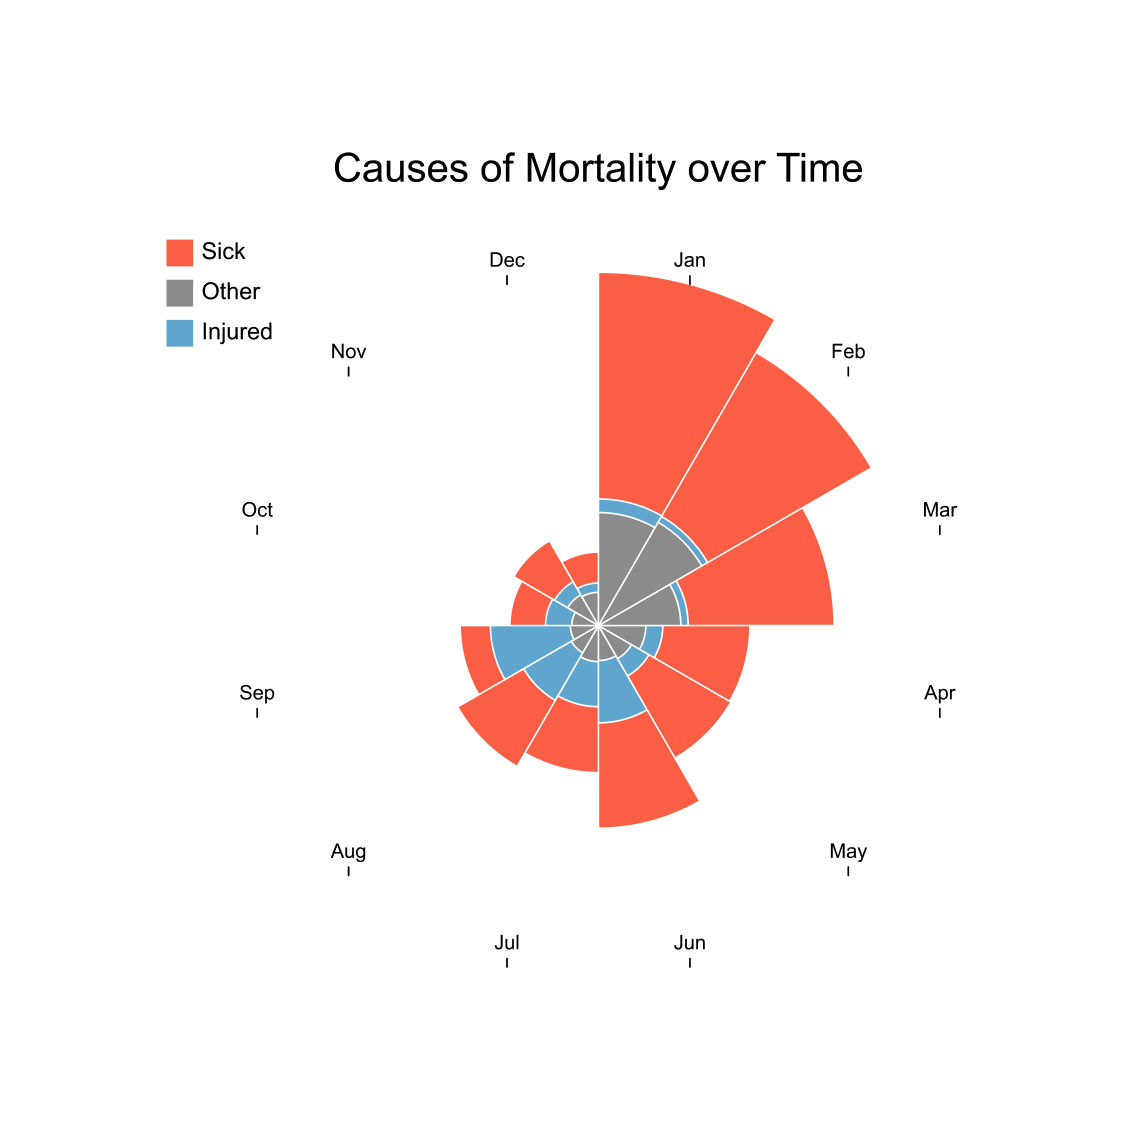 Causes of Mortality over Time
Sick
Other
Injured
Dec
Jan
Nov
Feb
Oct
Mar
Sep
Apr
Aug
May
Jul
Jun